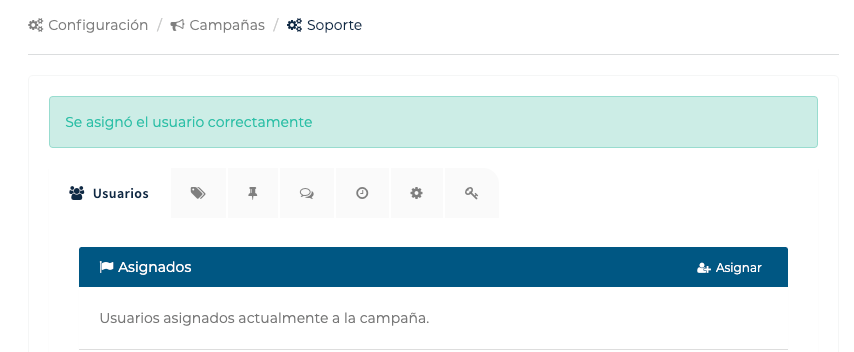 Configuración / Campañas / Soporte
Se asignó el usuario correctamente
Usuarios
Asignados Asignar
Usuarios asignados actualmente a la campaña.